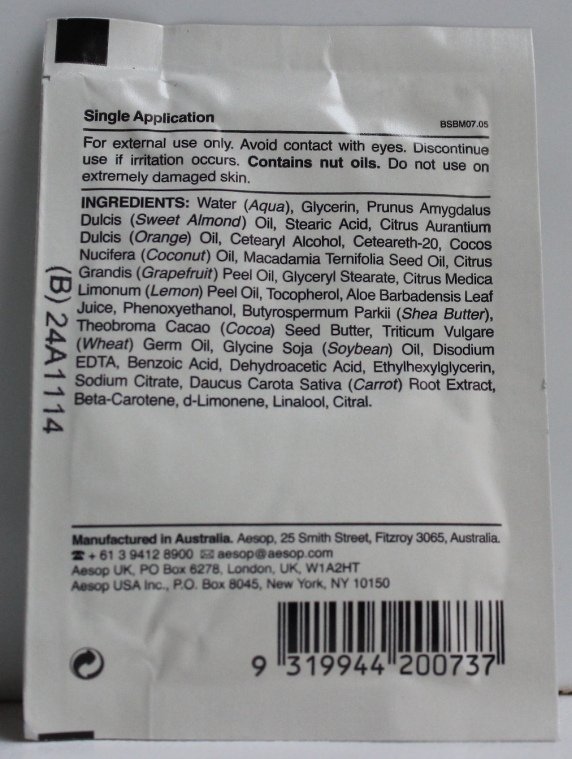 Single Application
BSBM07.05
For external use only. Avoid contact with eyes. Discontinue
use if irritation occurs. Contains nut oils. Do not use on
extremely damaged skin.
INGREDIENTS: Water (Aqua), Glycerin, Prunus Amygdalus
Dulcis (Sweet Almond) Oil, Stearic Acid, Citrus Aurantium
Dulcis (Orange) Oil, Cetearyl Alcohol, Ceteareth-20, Cocos
Nucifera (Coconut) Oil, Macadamia Ternifolia Seed Oil, Citrus
Grandis (Grapefruit) Peel Oil, Glyceryl Stearate, Citrus Medica
Limonum (Lemon) Peel Oil, Tocopherol, Aloe Barbadensis Leaf
Juice, Phenoxyethanol, Butyrospermum Parkii (Shea Butter),
Theobroma Cacao (Cocoa) Seed Butter, Triticum Vulgare
(Wheat) Germ Oil, Glycine Soja (Soybean) Oil, Disodium
EDTA, Benzoic Acid, Dehydroacetic Acid, Ethylhexylglycerin,
Sodium Citrate, Daucus Carota Sativa (Carrot) Root Extract,
Beta-Carotene, d-Limonene, Linalool, Citral.
(B) 24A1114
Manufactured in Australia. Aesop, 25 Smith Street, Fitzroy 3065, Australia.
☎ + 61 3 9412 8900 ✉ aesop@aesop.com
Aesop UK, PO Box 6278, London, UK, W1A2HT
Aesop USA Inc., P.O. Box 8045, New York, NY 10150
9 319944 200737